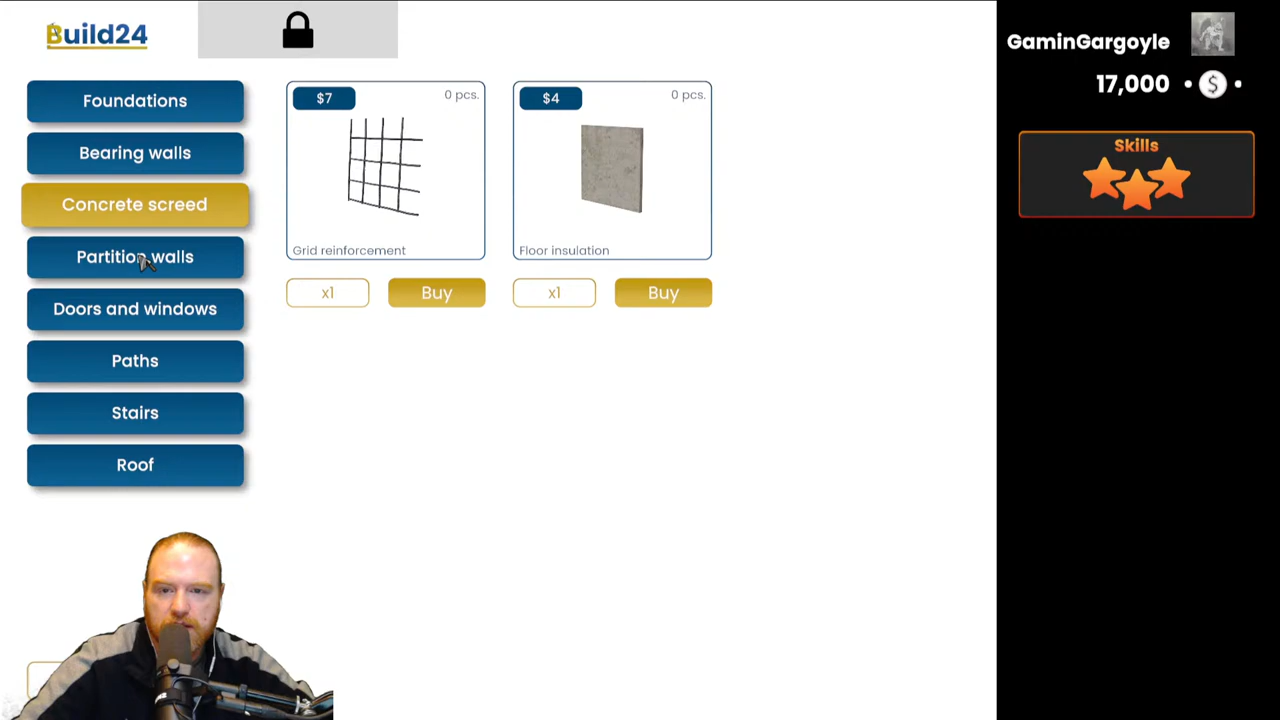 Build24
GaminGargoyle
17,000
$
Skills
Foundations
Bearing walls
Concrete screed
Partition walls
Doors and windows
Paths
Stairs
Roof
$7
0 pcs.
Grid reinforcement
x1
Buy
$4
0 pcs.
Floor insulation
x1
Buy